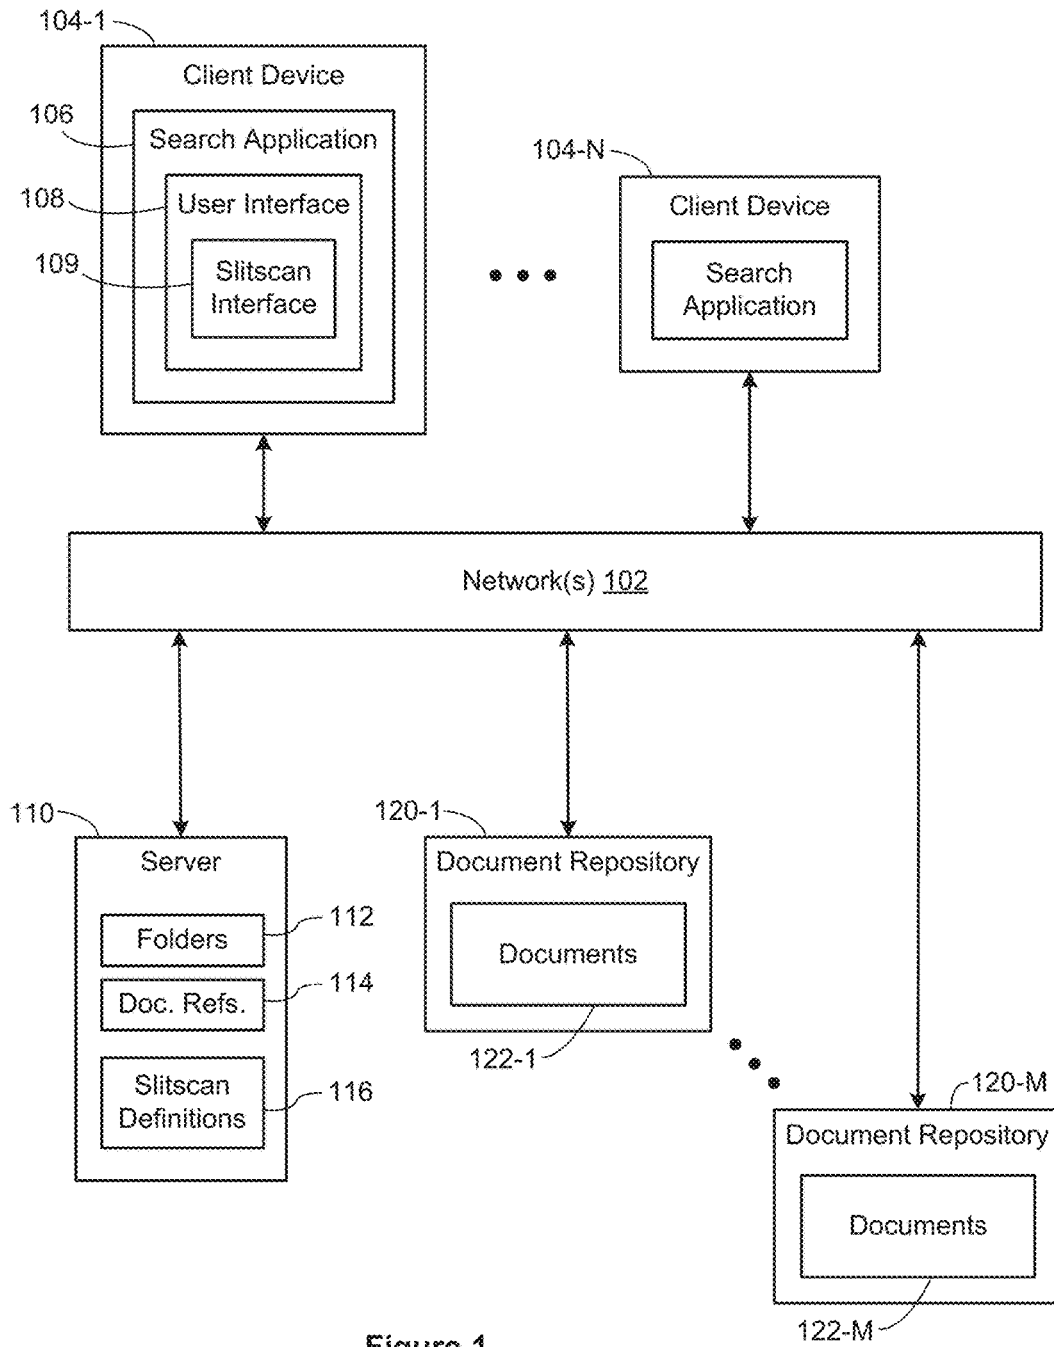 104-1
Client Device
106
Search Application
108
User Interface
109
Slitscan
Interface
104-N
Client Device
Search
Application
Network(s) 102
110
Server
112
Folders
114
Doc. Refs.
116
Slitscan
Definitions
120-1
Document Repository
Documents
122-1
120-M
Document Repository
Documents
122-M
Figure 1